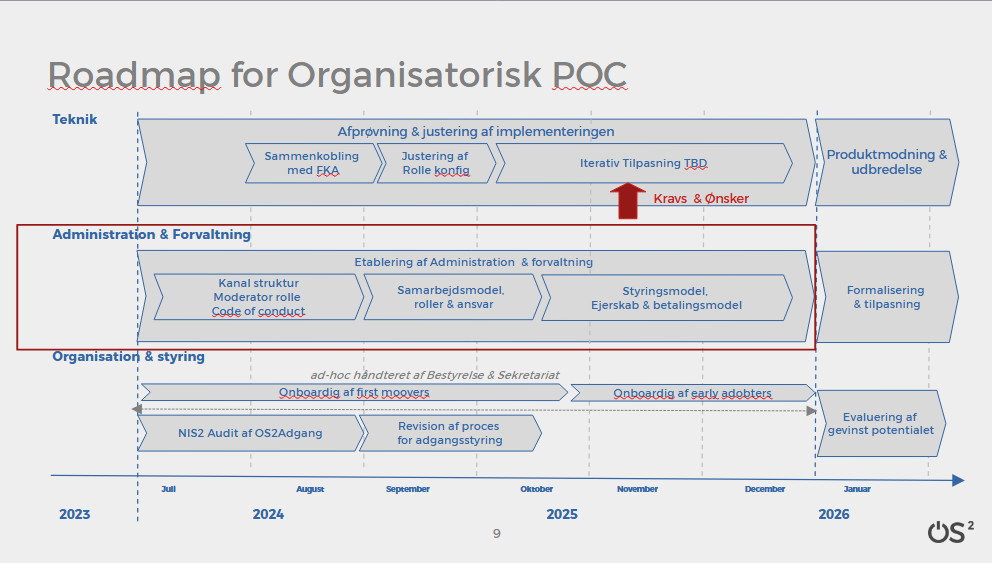 Roadmap for Organisatorisk POC
Teknik
Afprøvning & justering af implementeringen
Sammenkobling
med FKA
Justering af
Rolle konfig
Iterativ Tilpasning TBD
Produktmodning &
udbredelse
Kravs & Ønsker
Administration & Forvaltning
Etablering af Administration & forvaltning
Kanal struktur
Moderator rolle
Code of conduct
Samarbejdsmodel,
roller & ansvar
Styringsmodel,
Ejerskab & betalingsmodel
Formalisering
& tilpasning
Organisation & styring
ad-hoc håndteret af Bestyrelse & Sekretariat
Onboardig af first moovers
Onboardig af early adobters
NIS2 Audit af OS2Adgang
Revision af proces
for adgangsstyring
Evaluering af
gevinst potentialet
Juli
August
September
Oktober
November
December
Januar
2023
2024
2025
2026
9
OS²